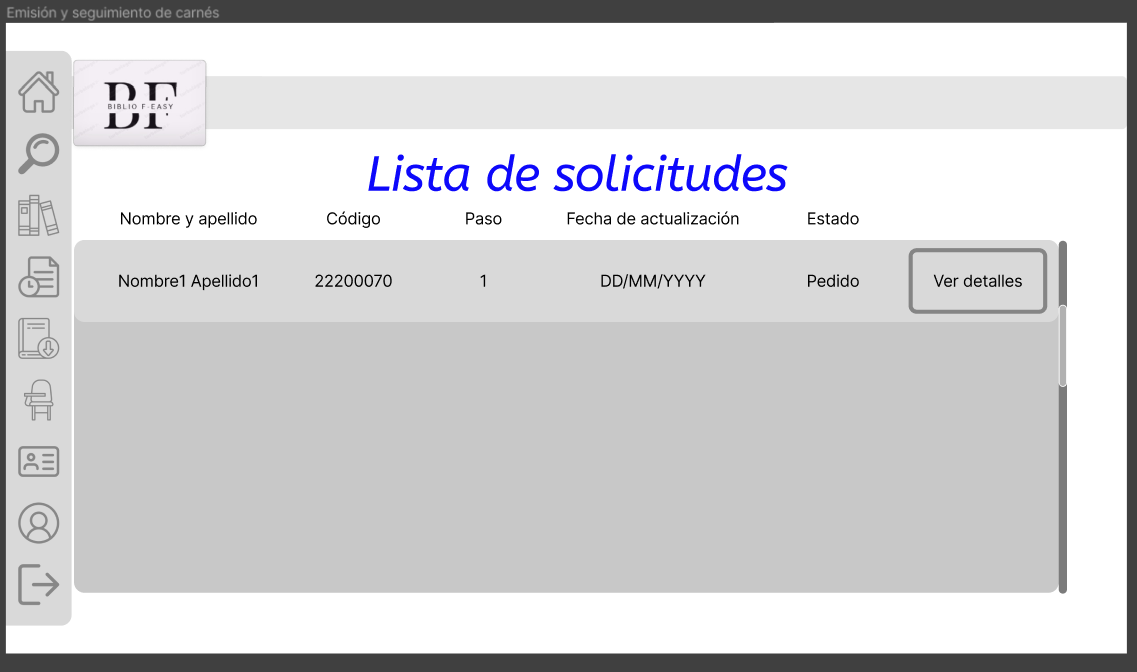 Emisión y seguimiento de carnés
BF
BIBLIO F-EASY
Lista de solicitudes
Nombre y apellido Código Paso Fecha de actualización Estado
Nombre1 Apellido1 22200070 1 DD/MM/YYYY Pedido Ver detalles